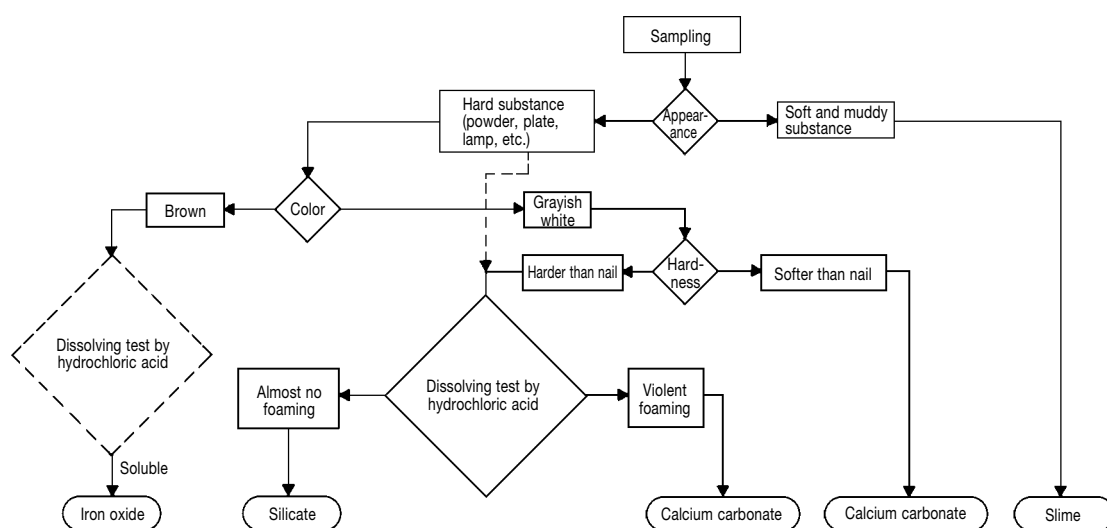 Sampling
Hard substance
(powder, plate,
lamp, etc.)
Appear-
ance
Soft and muddy
substance
Brown
Color
Grayish
white
Harder than nail
Hard-
ness
Softer than nail
Dissolving test by
hydrochloric acid
Almost no
foaming
Dissolving test by
hydrochloric acid
Violent
foaming
Soluble
Iron oxide
Silicate
Calcium carbonate
Calcium carbonate
Slime